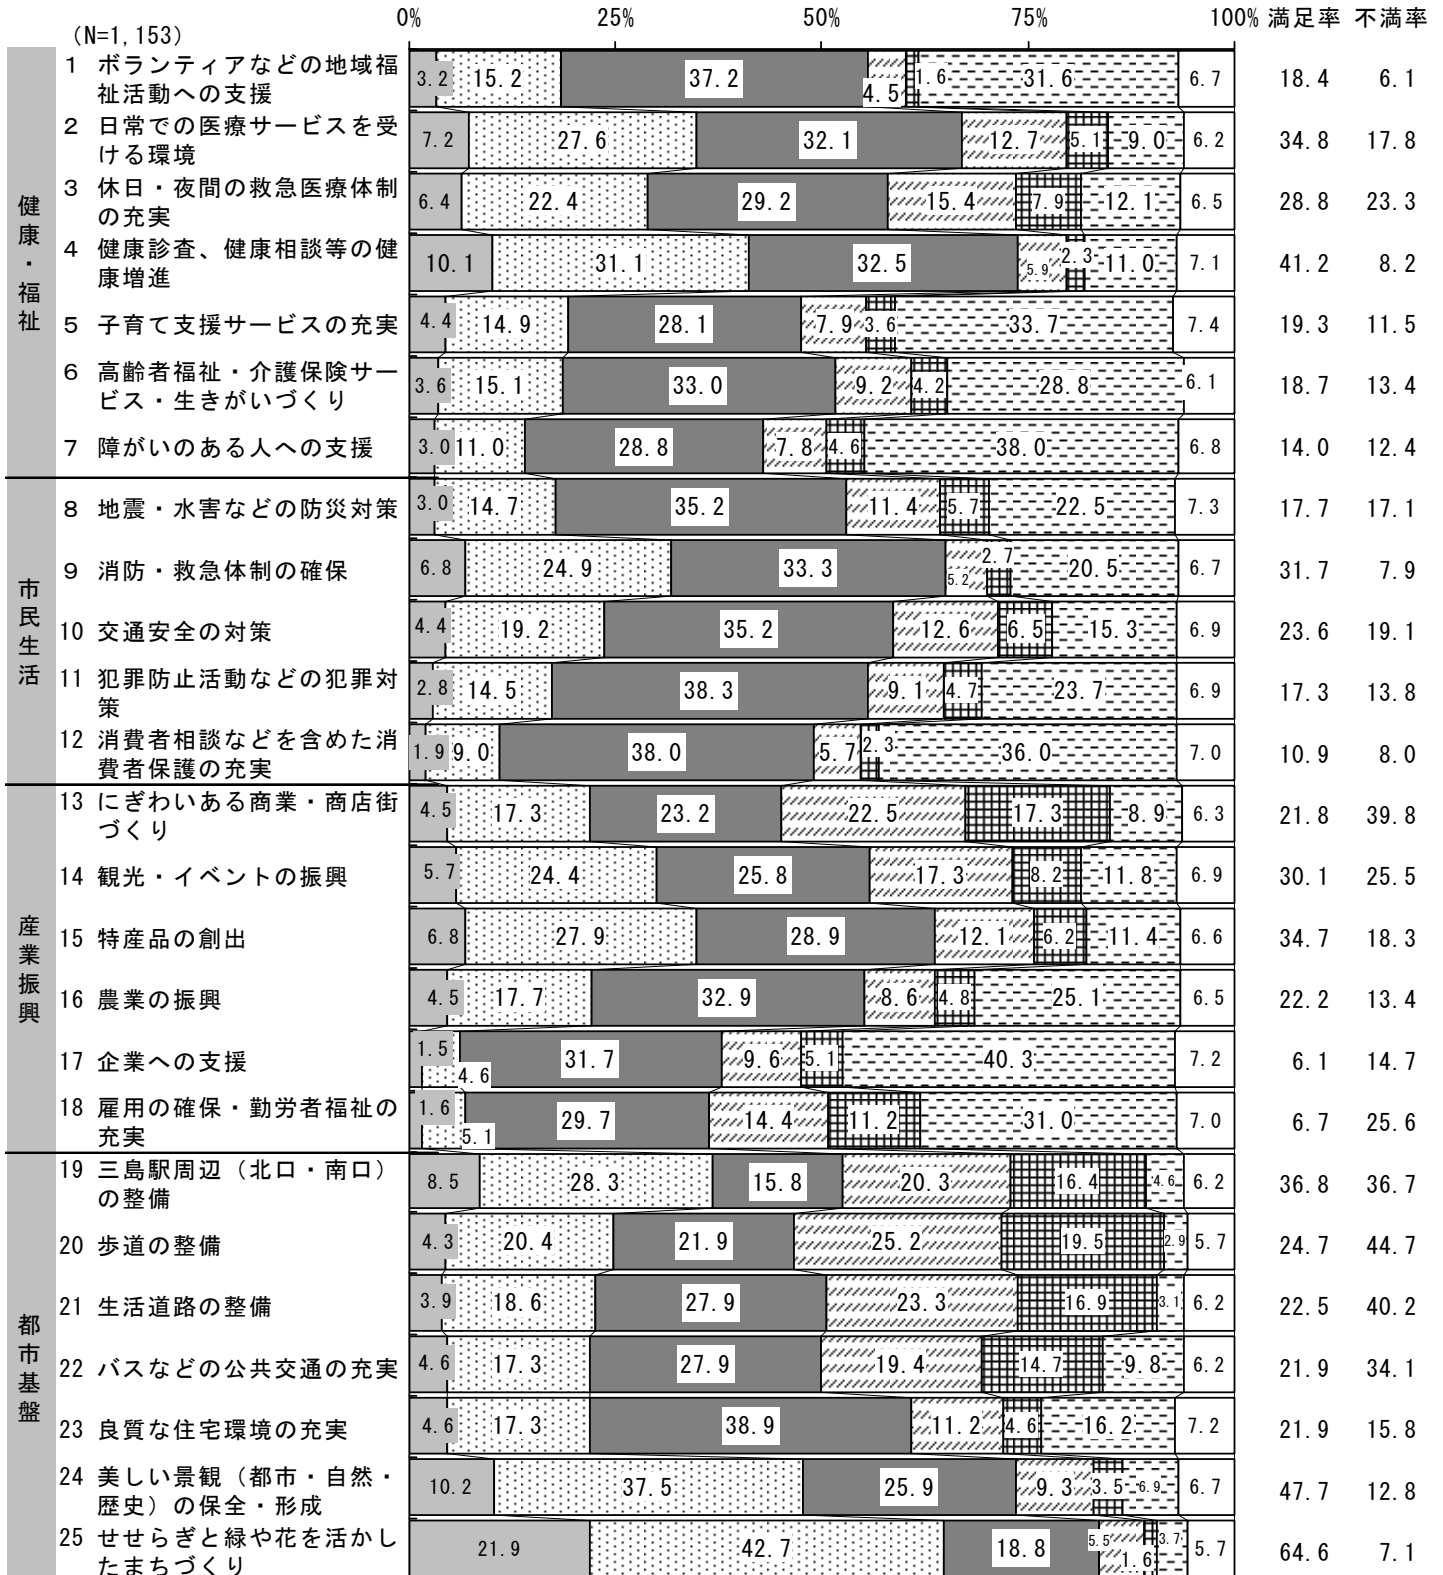 0% 25% 50% 75% 100% 満足率 不満率
(N=1,153)
健康・福祉
1 ボランティアなどの地域福
祉活動への支援
3.2 15.2 37.2 4.5 1.6 31.6 6.7 18.4 6.1
2 日常での医療サービスを受
ける環境
7.2 27.6 32.1 12.7 5.1 9.0 6.2 34.8 17.8
3 休日・夜間の救急医療体制
の充実
6.4 22.4 29.2 15.4 7.9 12.1 6.5 28.8 23.3
4 健康診査、健康相談等の健
康増進
10.1 31.1 32.5 5.9 2.3 11.0 7.1 41.2 8.2
5 子育て支援サービスの充実 4.4 14.9 28.1 7.9 3.6 33.7 7.4 19.3 11.5
6 高齢者福祉・介護保険サー
ビス・生きがいづくり
3.6 15.1 33.0 9.2 4.2 28.8 6.1 18.7 13.4
7 障がいのある人への支援 3.0 11.0 28.8 7.8 4.6 38.0 6.8 14.0 12.4
市民生活
8 地震・水害などの防災対策 3.0 14.7 35.2 11.4 5.7 22.5 7.3 17.7 17.1
9 消防・救急体制の確保 6.8 24.9 33.3 5.2 2.7 20.5 6.7 31.7 7.9
10 交通安全の対策 4.4 19.2 35.2 12.6 6.5 15.3 6.9 23.6 19.1
11 犯罪防止活動などの犯罪対
策
2.8 14.5 38.3 9.1 4.7 23.7 6.9 17.3 13.8
12 消費者相談などを含めた消
費者保護の充実
1.9 9.0 38.0 5.7 2.3 36.0 7.0 10.9 8.0
産業振興
13 にぎわいある商業・商店街
づくり
4.5 17.3 23.2 22.5 17.3 8.9 6.3 21.8 39.8
14 観光・イベントの振興 5.7 24.4 25.8 17.3 8.2 11.8 6.9 30.1 25.5
15 特産品の創出 6.8 27.9 28.9 12.1 6.2 11.4 6.6 34.7 18.3
16 農業の振興 4.5 17.7 32.9 8.6 4.8 25.1 6.5 22.2 13.4
17 企業への支援 1.5 4.6 31.7 9.6 5.1 40.3 7.2 6.1 14.7
18 雇用の確保・勤労者福祉の
充実
1.6 5.1 29.7 14.4 11.2 31.0 7.0 6.7 25.6
都市基盤
19 三島駅周辺（北口・南口）
の整備
8.5 28.3 15.8 20.3 16.4 4.6 6.2 36.8 36.7
20 歩道の整備 4.3 20.4 21.9 25.2 19.5 2.9 5.7 24.7 44.7
21 生活道路の整備 3.9 18.6 27.9 23.3 16.9 3.1 6.2 22.5 40.2
22 バスなどの公共交通の充実 4.6 17.3 27.9 19.4 14.7 9.8 6.2 21.9 34.1
23 良質な住宅環境の充実 4.6 17.3 38.9 11.2 4.6 16.2 7.2 21.9 15.8
24 美しい景観（都市・自然・
歴史）の保全・形成
10.2 37.5 25.9 9.3 3.5 6.9 6.7 47.7 12.8
25 せせらぎと緑や花を活かし
たまちづくり
21.9 42.7 18.8 5.5 1.6 3.7 5.7 64.6 7.1